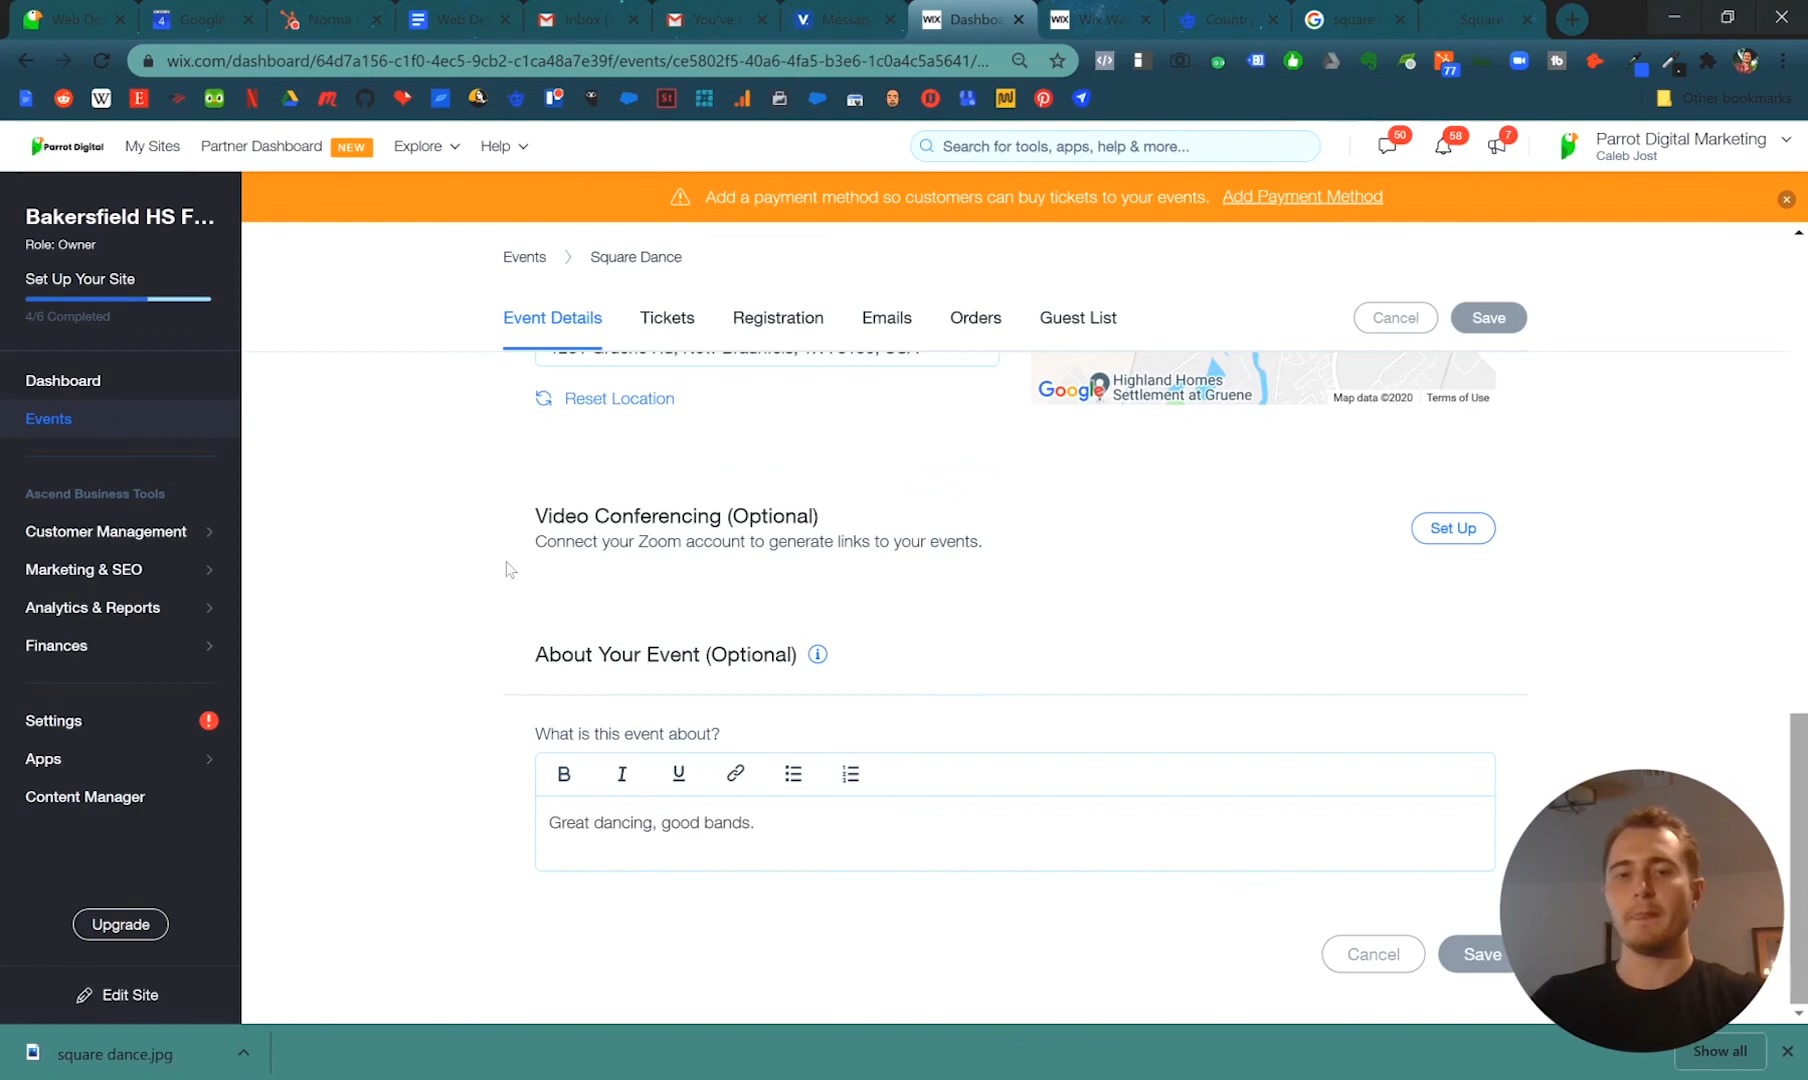 Web Do
Google
Norma
Web De
Inbox (
You've
Messag
WIX Dashboa
WIX Wix We
Country
square
Square
wix.com/dashboard/64d7a156-c1f0-4ec5-9cb2-c1ca48a7e39f/events/ce5802f5-40a6-4fa5-b3e6-1c0a4c5a5641/...
77
Other bookmarks
Parrot Digital
My Sites
Partner Dashboard
NEW
Explore
Help
Search for tools, apps, help & more...
50
58
7
Parrot Digital Marketing
Caleb Jost
Add a payment method so customers can buy tickets to your events. Add Payment Method
Bakersfield HS F...
Role: Owner
Set Up Your Site
4/6 Completed
Dashboard
Events
Ascend Business Tools
Customer Management
Marketing & SEO
Analytics & Reports
Finances
Settings
Apps
Content Manager
Upgrade
Edit Site
Events > Square Dance
Event Details
Tickets
Registration
Emails
Orders
Guest List
Cancel
Save
Reset Location
Google
Highland Homes
Settlement at Gruene
Map data ©2020
Terms of Use
Video Conferencing (Optional)
Connect your Zoom account to generate links to your events.
Set Up
About Your Event (Optional)
What is this event about?
B I U
Great dancing, good bands.
Cancel
Save
square dance.jpg
Show all